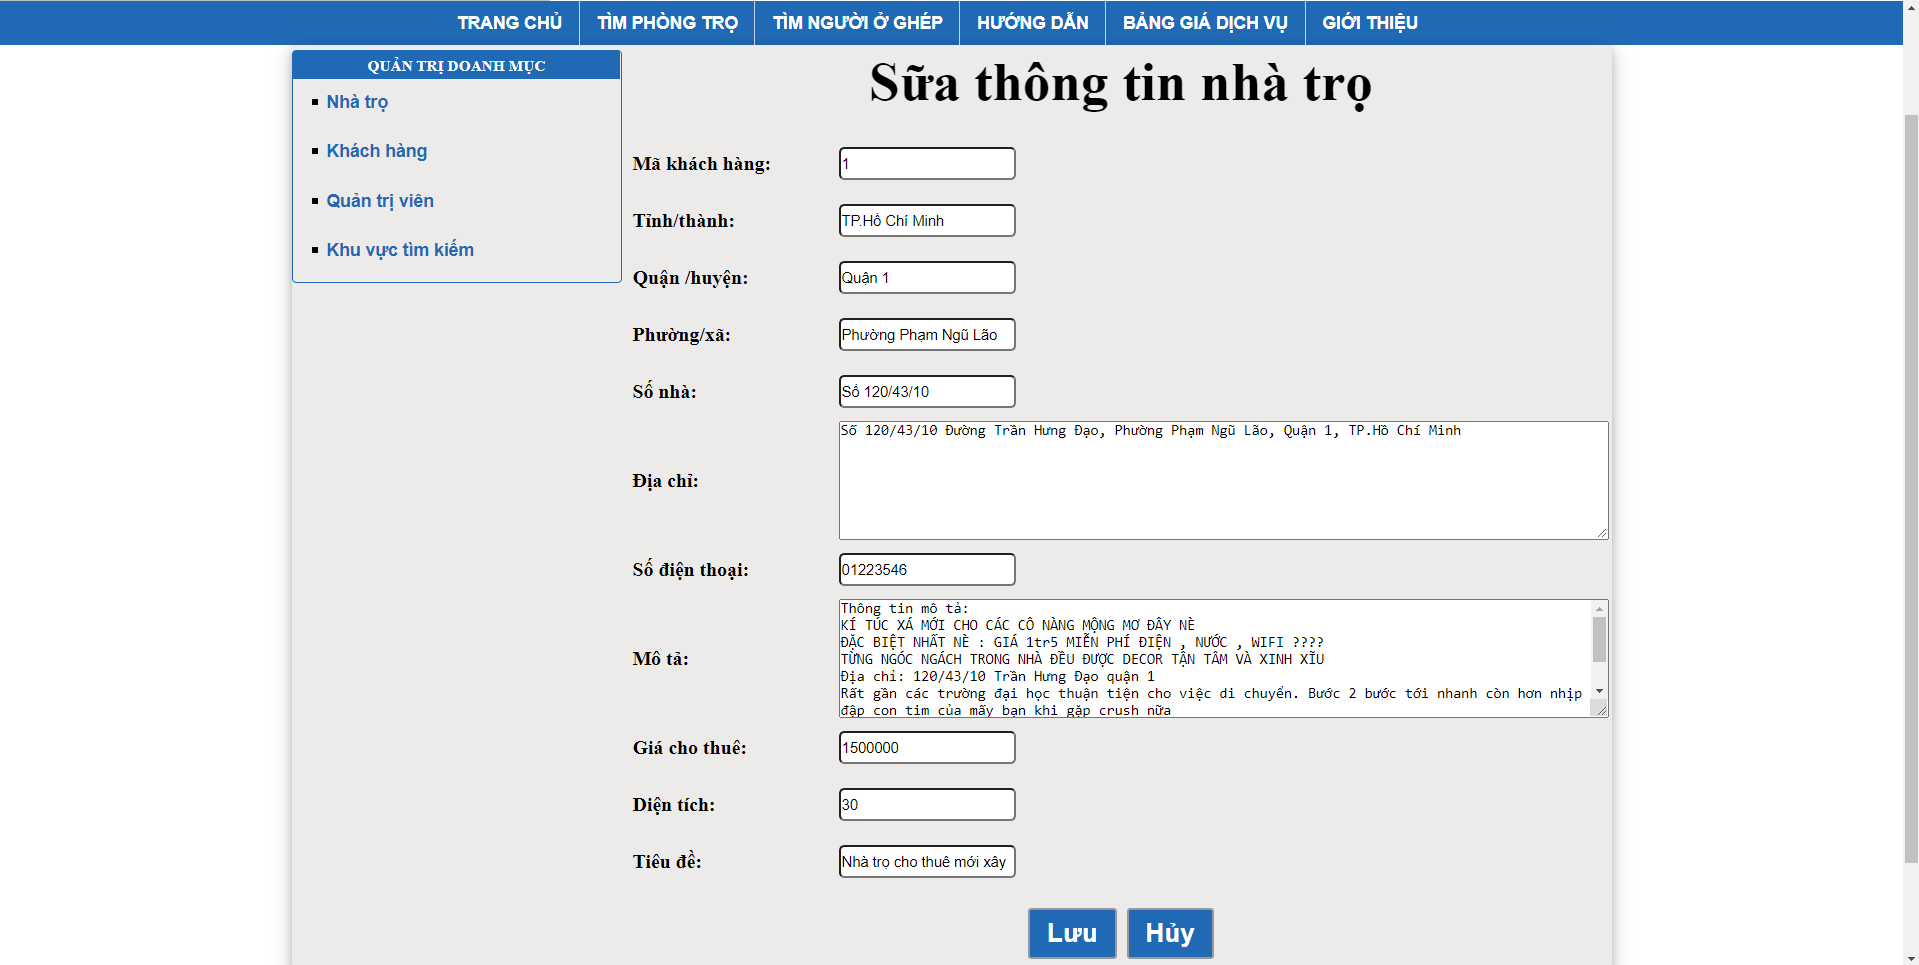 TRANG CHỦ TÌM PHÒNG TRỌ TÌM NGƯỜI Ở GHÉP HƯỚNG DẪN BẢNG GIÁ DỊCH VỤ GIỚI THIỆU
QUẢN TRỊ DOANH MỤC
Nhà trọ
Khách hàng
Quản trị viên
Khu vực tìm kiếm
Sữa thông tin nhà trọ
Mã khách hàng: 1
Tỉnh/thành: TP.Hồ Chí Minh
Quận /huyện: Quận 1
Phường/xã: Phường Phạm Ngũ Lão
Số nhà: Số 120/43/10
Địa chỉ: Số 120/43/10 Đường Trần Hưng Đạo, Phường Phạm Ngũ Lão, Quận 1, TP.Hồ Chí Minh
Số điện thoại: 01223546
Mô tả:
Thông tin mô tả:
KÍ TÚC XÁ MỚI CHO CÁC CÔ NÀNG MỘNG MƠ ĐÂY NÈ
ĐẶC BIỆT NHẤT NÈ : GIÁ 1tr5 MIỄN PHÍ ĐIỆN , NƯỚC , WIFI ????
TỪNG NGÓC NGÁCH TRONG NHÀ ĐỀU ĐƯỢC DECOR TẬN TÂM VÀ XINH XĨU
Địa chỉ: 120/43/10 Trần Hưng Đạo quận 1
Rất gần các trường đại học thuận tiện cho việc di chuyển. Bước 2 bước tới nhanh còn hơn nhịp
đập con tim của mấy bạn khi gặp crush nữa
Giá cho thuê: 1500000
Diện tích: 30
Tiêu đề: Nhà trọ cho thuê mới xây
Lưu Hủy